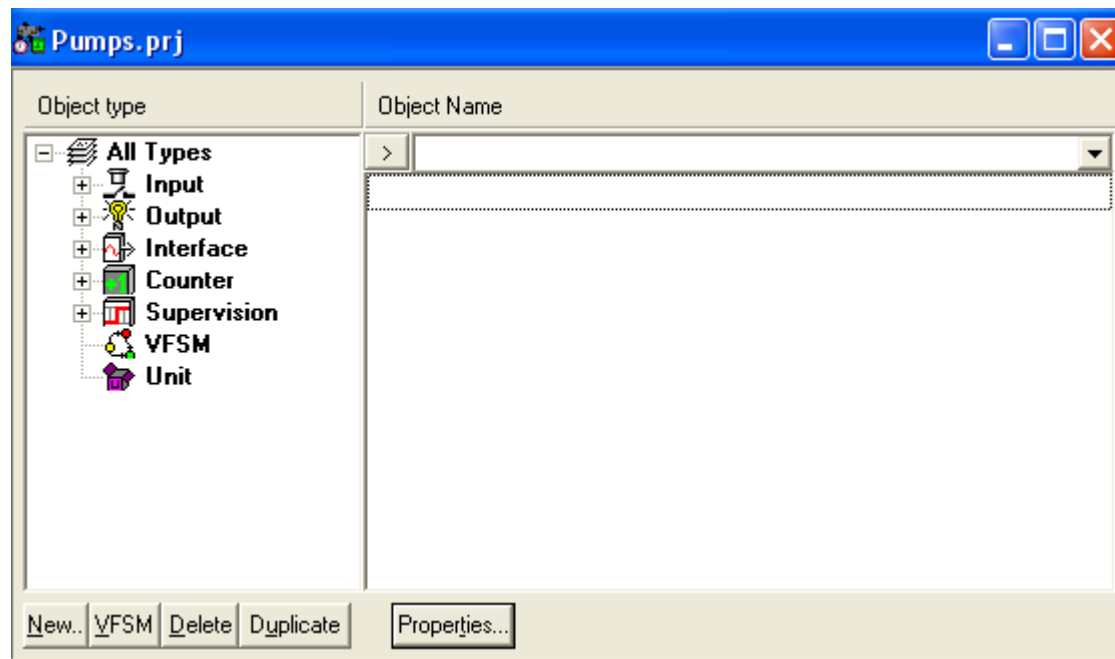 Pumps.prj
Object type
Object Name
All Types
>
Input
Output
Interface
Counter
Supervision
VFSM
Unit
New.. VFSM Delete Duplicate Properties...